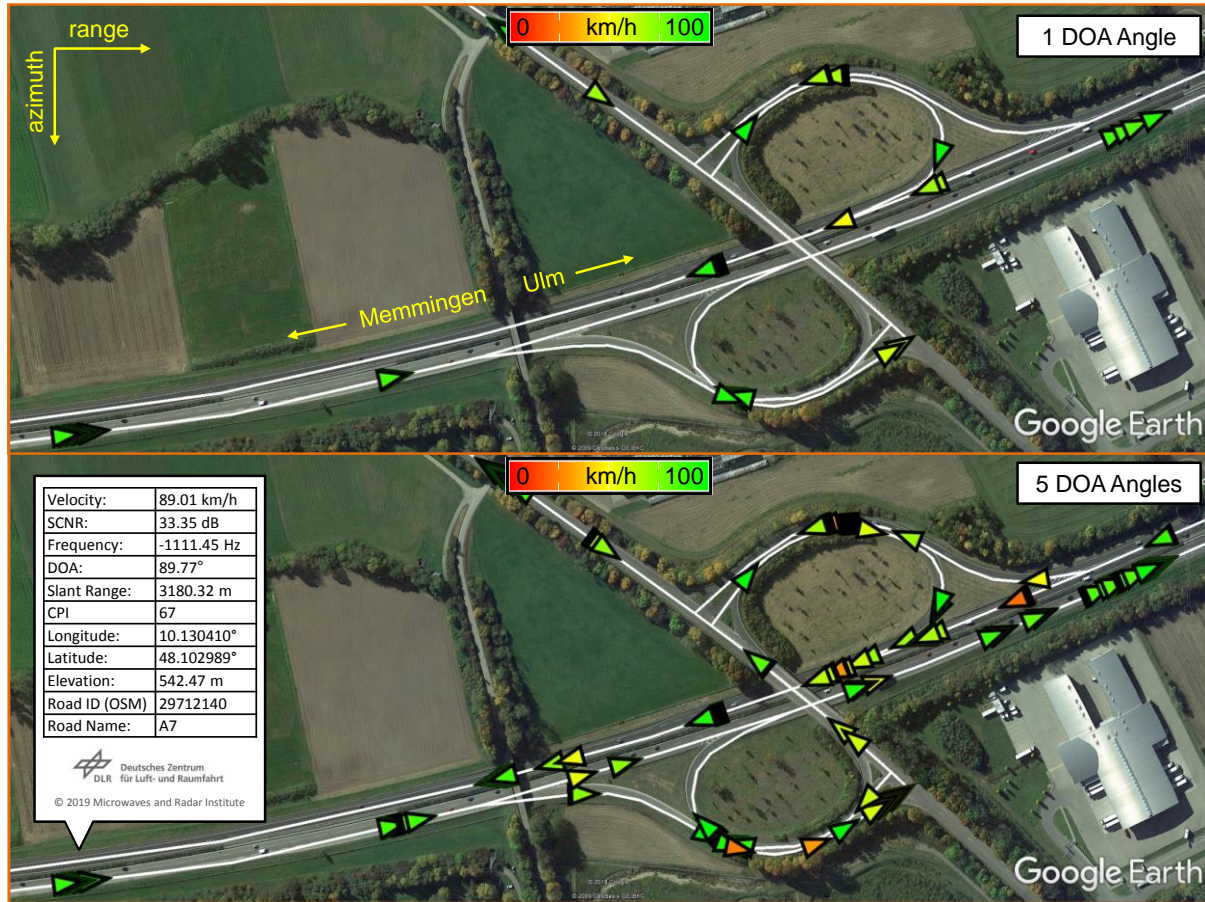 range
azimuth
0 km/h 100
1 DOA Angle
Ulm
Memmingen
© 2018 Google
Google Earth
0 km/h 100
5 DOA Angles
Velocity: 89.01 km/h
SCNR: 33.35 dB
Frequency: -1111.45 Hz
DOA: 89.77°
Slant Range: 3180.32 m
CPI 67
Longitude: 10.130410°
Latitude: 48.102989°
Elevation: 542.47 m
Road ID (OSM) 29712140
Road Name: A7
DLR
Deutsches Zentrum
für Luft- und Raumfahrt
© 2019 Microwaves and Radar Institute
Google Earth